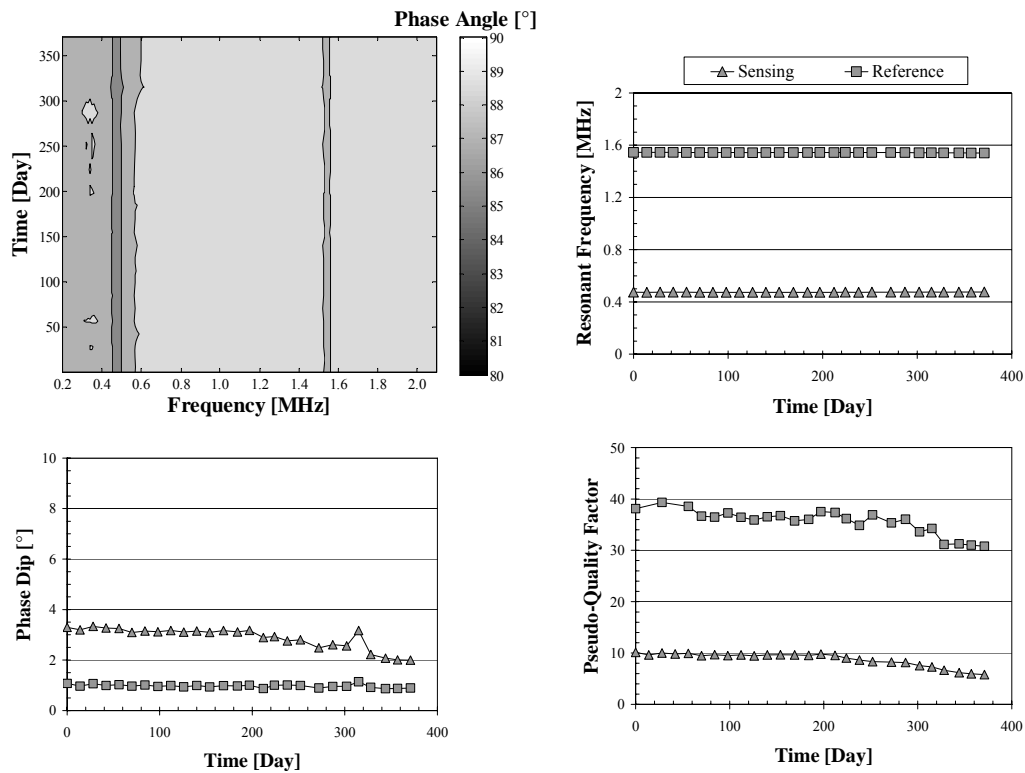 Phase Angle [°]
350
300
250
200
150
100
50
Time [Day]
0.2 0.4 0.6 0.8 1.0 1.2 1.4 1.6 1.8 2.0
Frequency [MHz]
90
89
88
87
86
85
84
83
82
81
80
Sensing Reference
2
1.6
1.2
0.8
0.4
0
Resonant Frequency [MHz]
0 100 200 300 400
Time [Day]
10
8
6
4
2
0
Phase Dip [°]
0 100 200 300 400
Time [Day]
50
40
30
20
10
0
Pseudo-Quality Factor
0 100 200 300 400
Time [Day]